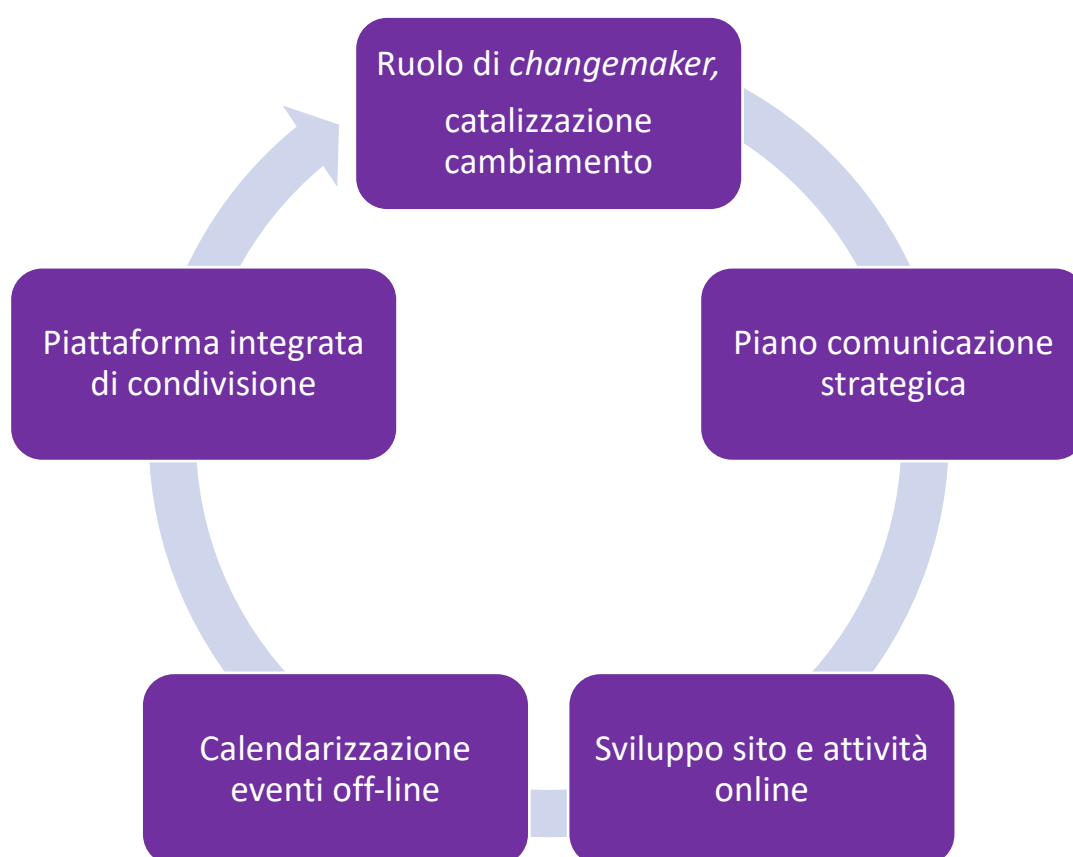 Ruolo di changemaker,
catalizzazione
cambiamento
Piano comunicazione
strategica
Sviluppo sito e attività
online
Calendarizzazione
eventi off-line
Piattaforma integrata
di condivisione